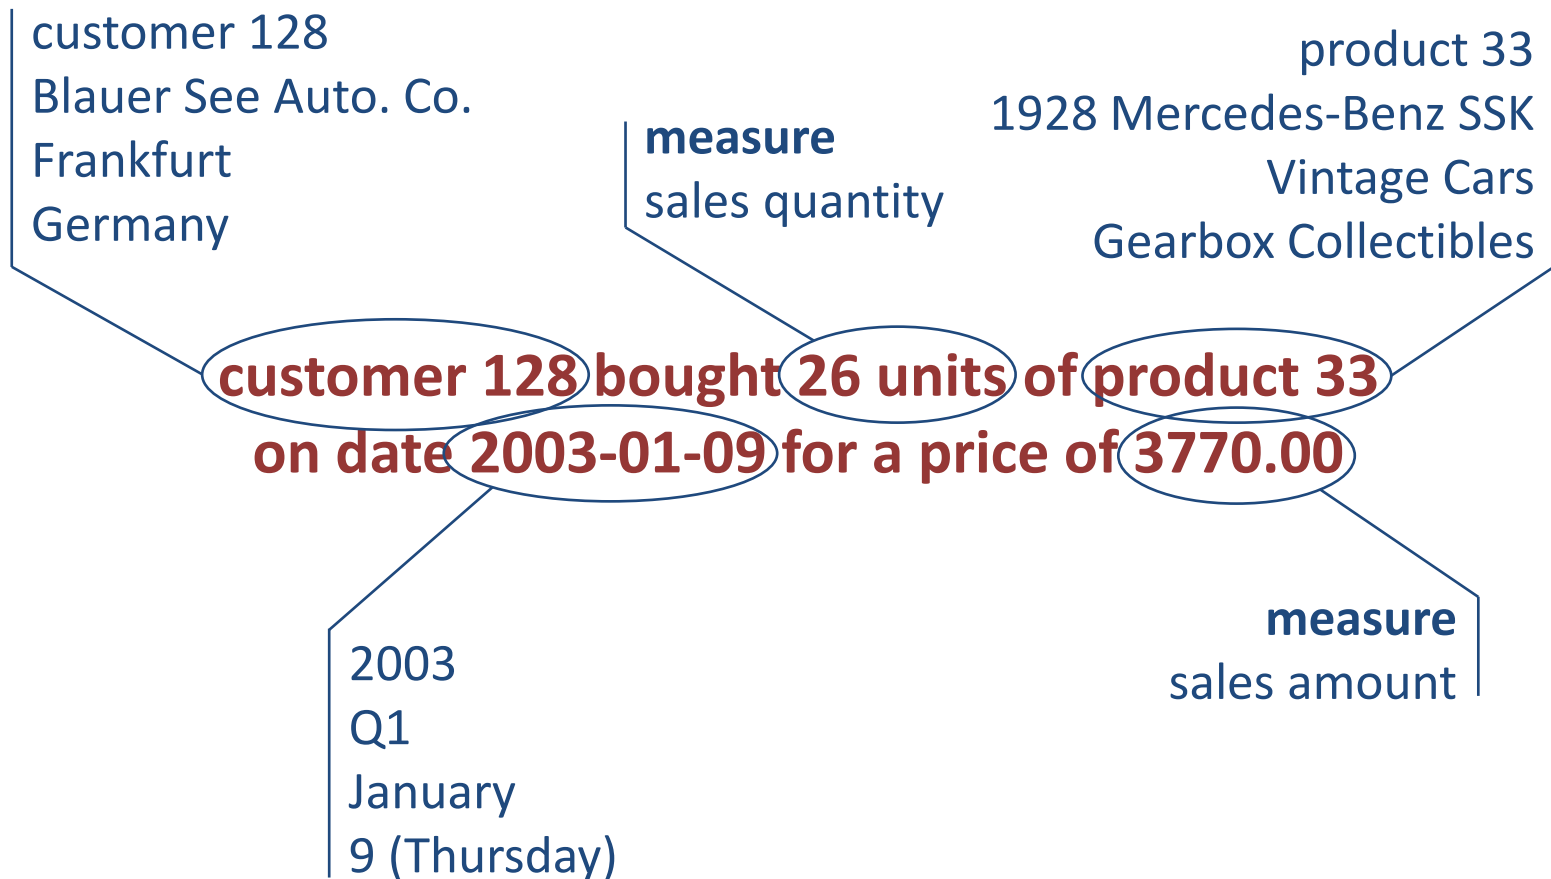 customer 128
Blauer See Auto. Co.
Frankfurt
Germany
measure
sales quantity
product 33
1928 Mercedes-Benz SSK
Vintage Cars
Gearbox Collectibles
customer 128 bought 26 units of product 33
on date 2003-01-09 for a price of 3770.00
2003
Q1
January
9 (Thursday)
measure
sales amount